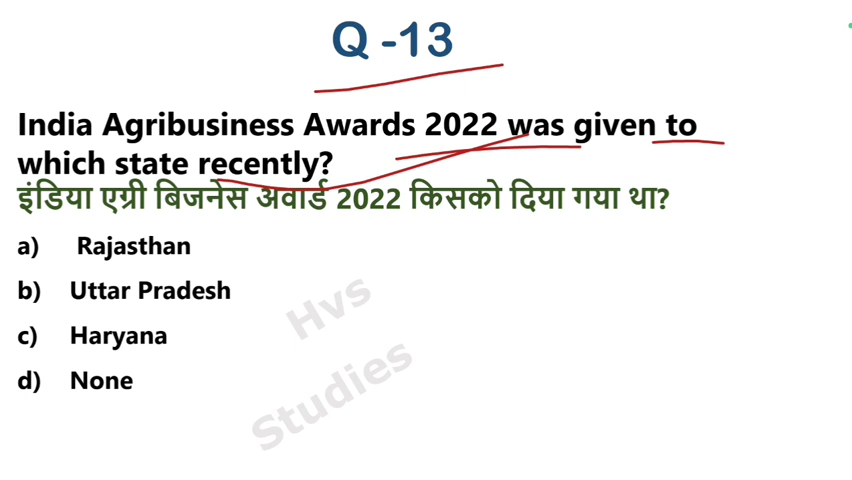 Q -13
India Agribusiness Awards 2022 was given to
which state recently?
इंडिया एग्री बिजनेस अवार्ड 2022 किसको दिया गया था?
a) Rajasthan
b) Uttar Pradesh
c) Haryana
d) None
Hvs
Studies